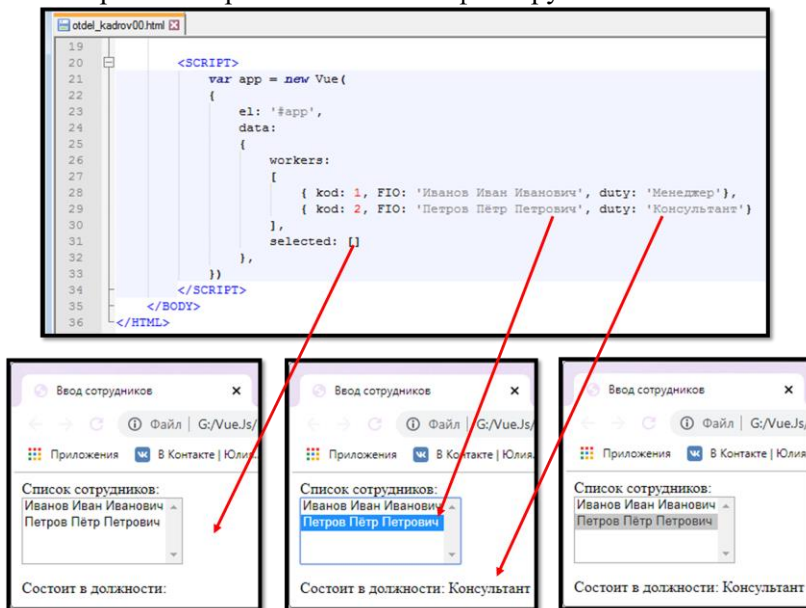 otdel_kadrov00.html
19
20 <SCRIPT>
21 var app = new Vue(
22 {
23 el: '#app',
24 data:
25 {
26 workers:
27 [
28 { kod: 1, FIO: 'Иванов Иван Иванович', duty: 'Менеджер'},
29 { kod: 2, FIO: 'Петров Пётр Петрович', duty: 'Консультант'}
30 ],
31 selected: []
32 },
33 })
34 </SCRIPT>
35 </BODY>
36 </HTML>
Ввод сотрудников
Файл | G:/Vue.Js/
Приложения В Контакте | Юлия
Список сотрудников:
Иванов Иван Иванович
Петров Пётр Петрович
Состоит в должности:
Ввод сотрудников
Файл | G:/Vue.Js/
Приложения В Контакте | Юлия
Список сотрудников:
Иванов Иван Иванович
Петров Пётр Петрович
Состоит в должности: Консультант
Ввод сотрудников
Файл | G:/Vue.Js
Приложения В Контакте | Юлия
Список сотрудников:
Иванов Иван Иванович
Петров Пётр Петрович
Состоит в должности: Консультант